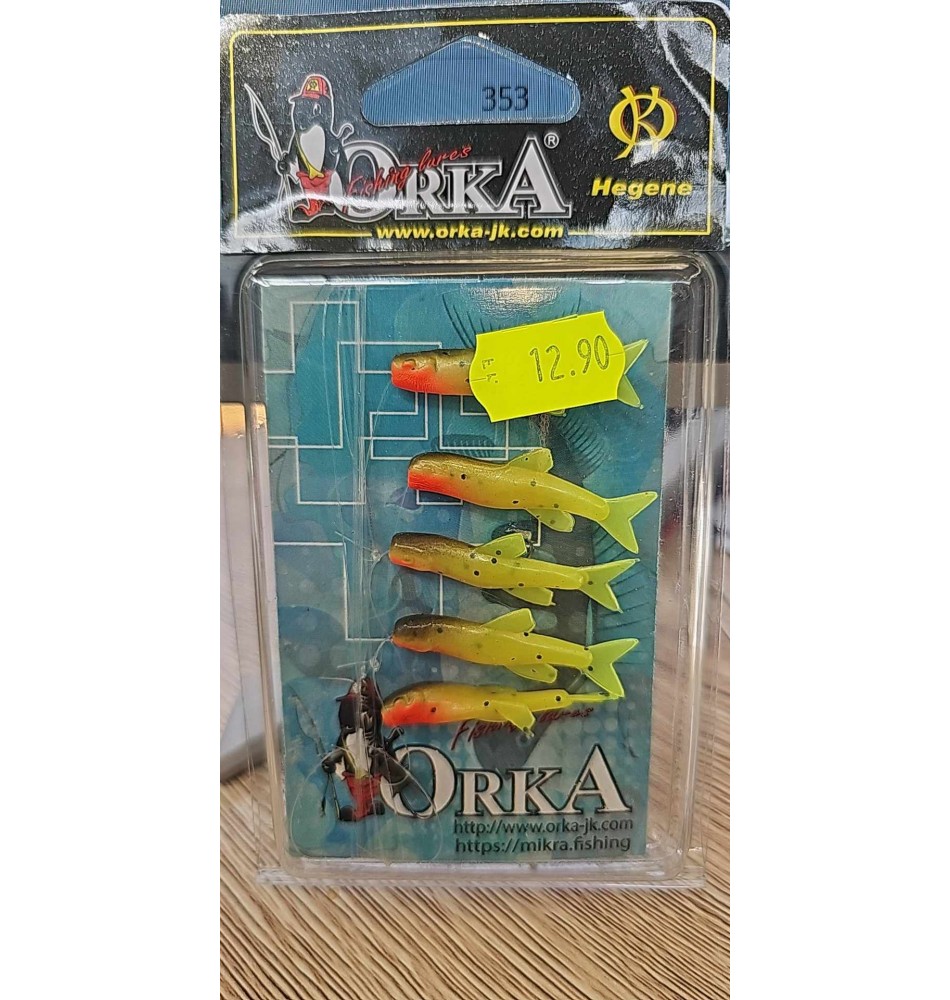 353
Fishing lures
ORKA®
Hegene
www.orka-jk.com
12.90
ORKA
http://www.orka-jk.com
https://mikra.fishing